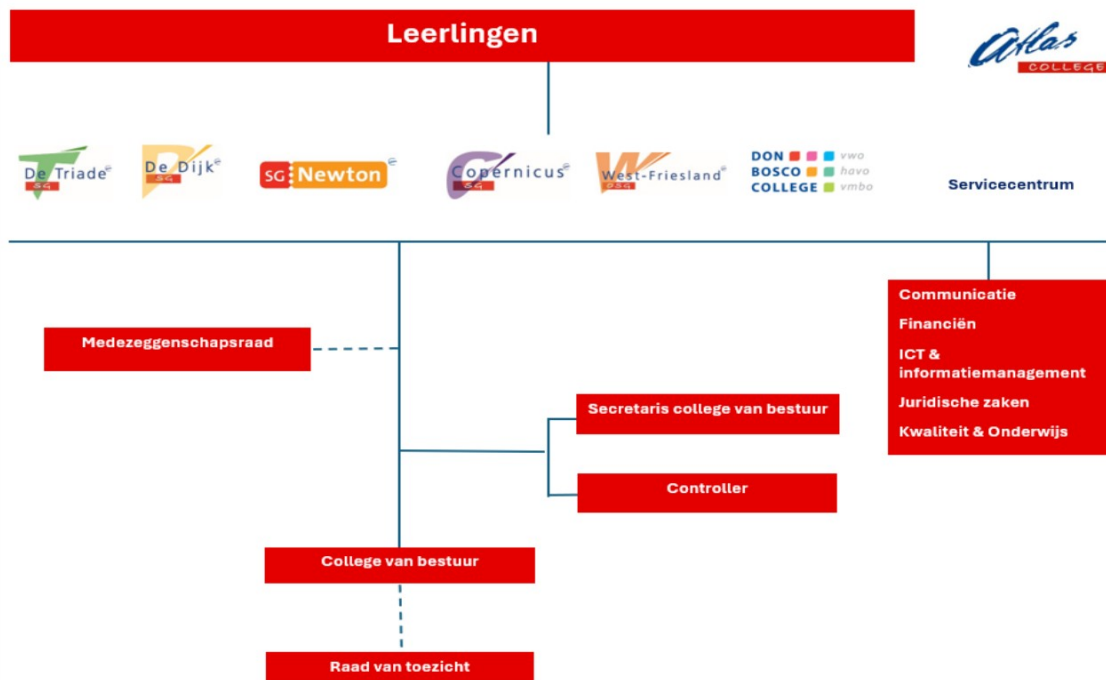 Leerlingen
Atlas
COLLEGE
De Triade
SG
De Dijk
SG
SG Newton
Copernicus
SG
West-Friesland
OSG
DON vwo
BOSCO havo
COLLEGE vmbo
Servicecentrum
Communicatie
Financiën
ICT &
informatiemanagement
Juridische zaken
Kwaliteit & Onderwijs
Medezeggenschapsraad
Secretaris college van bestuur
Controller
College van bestuur
Raad van toezicht